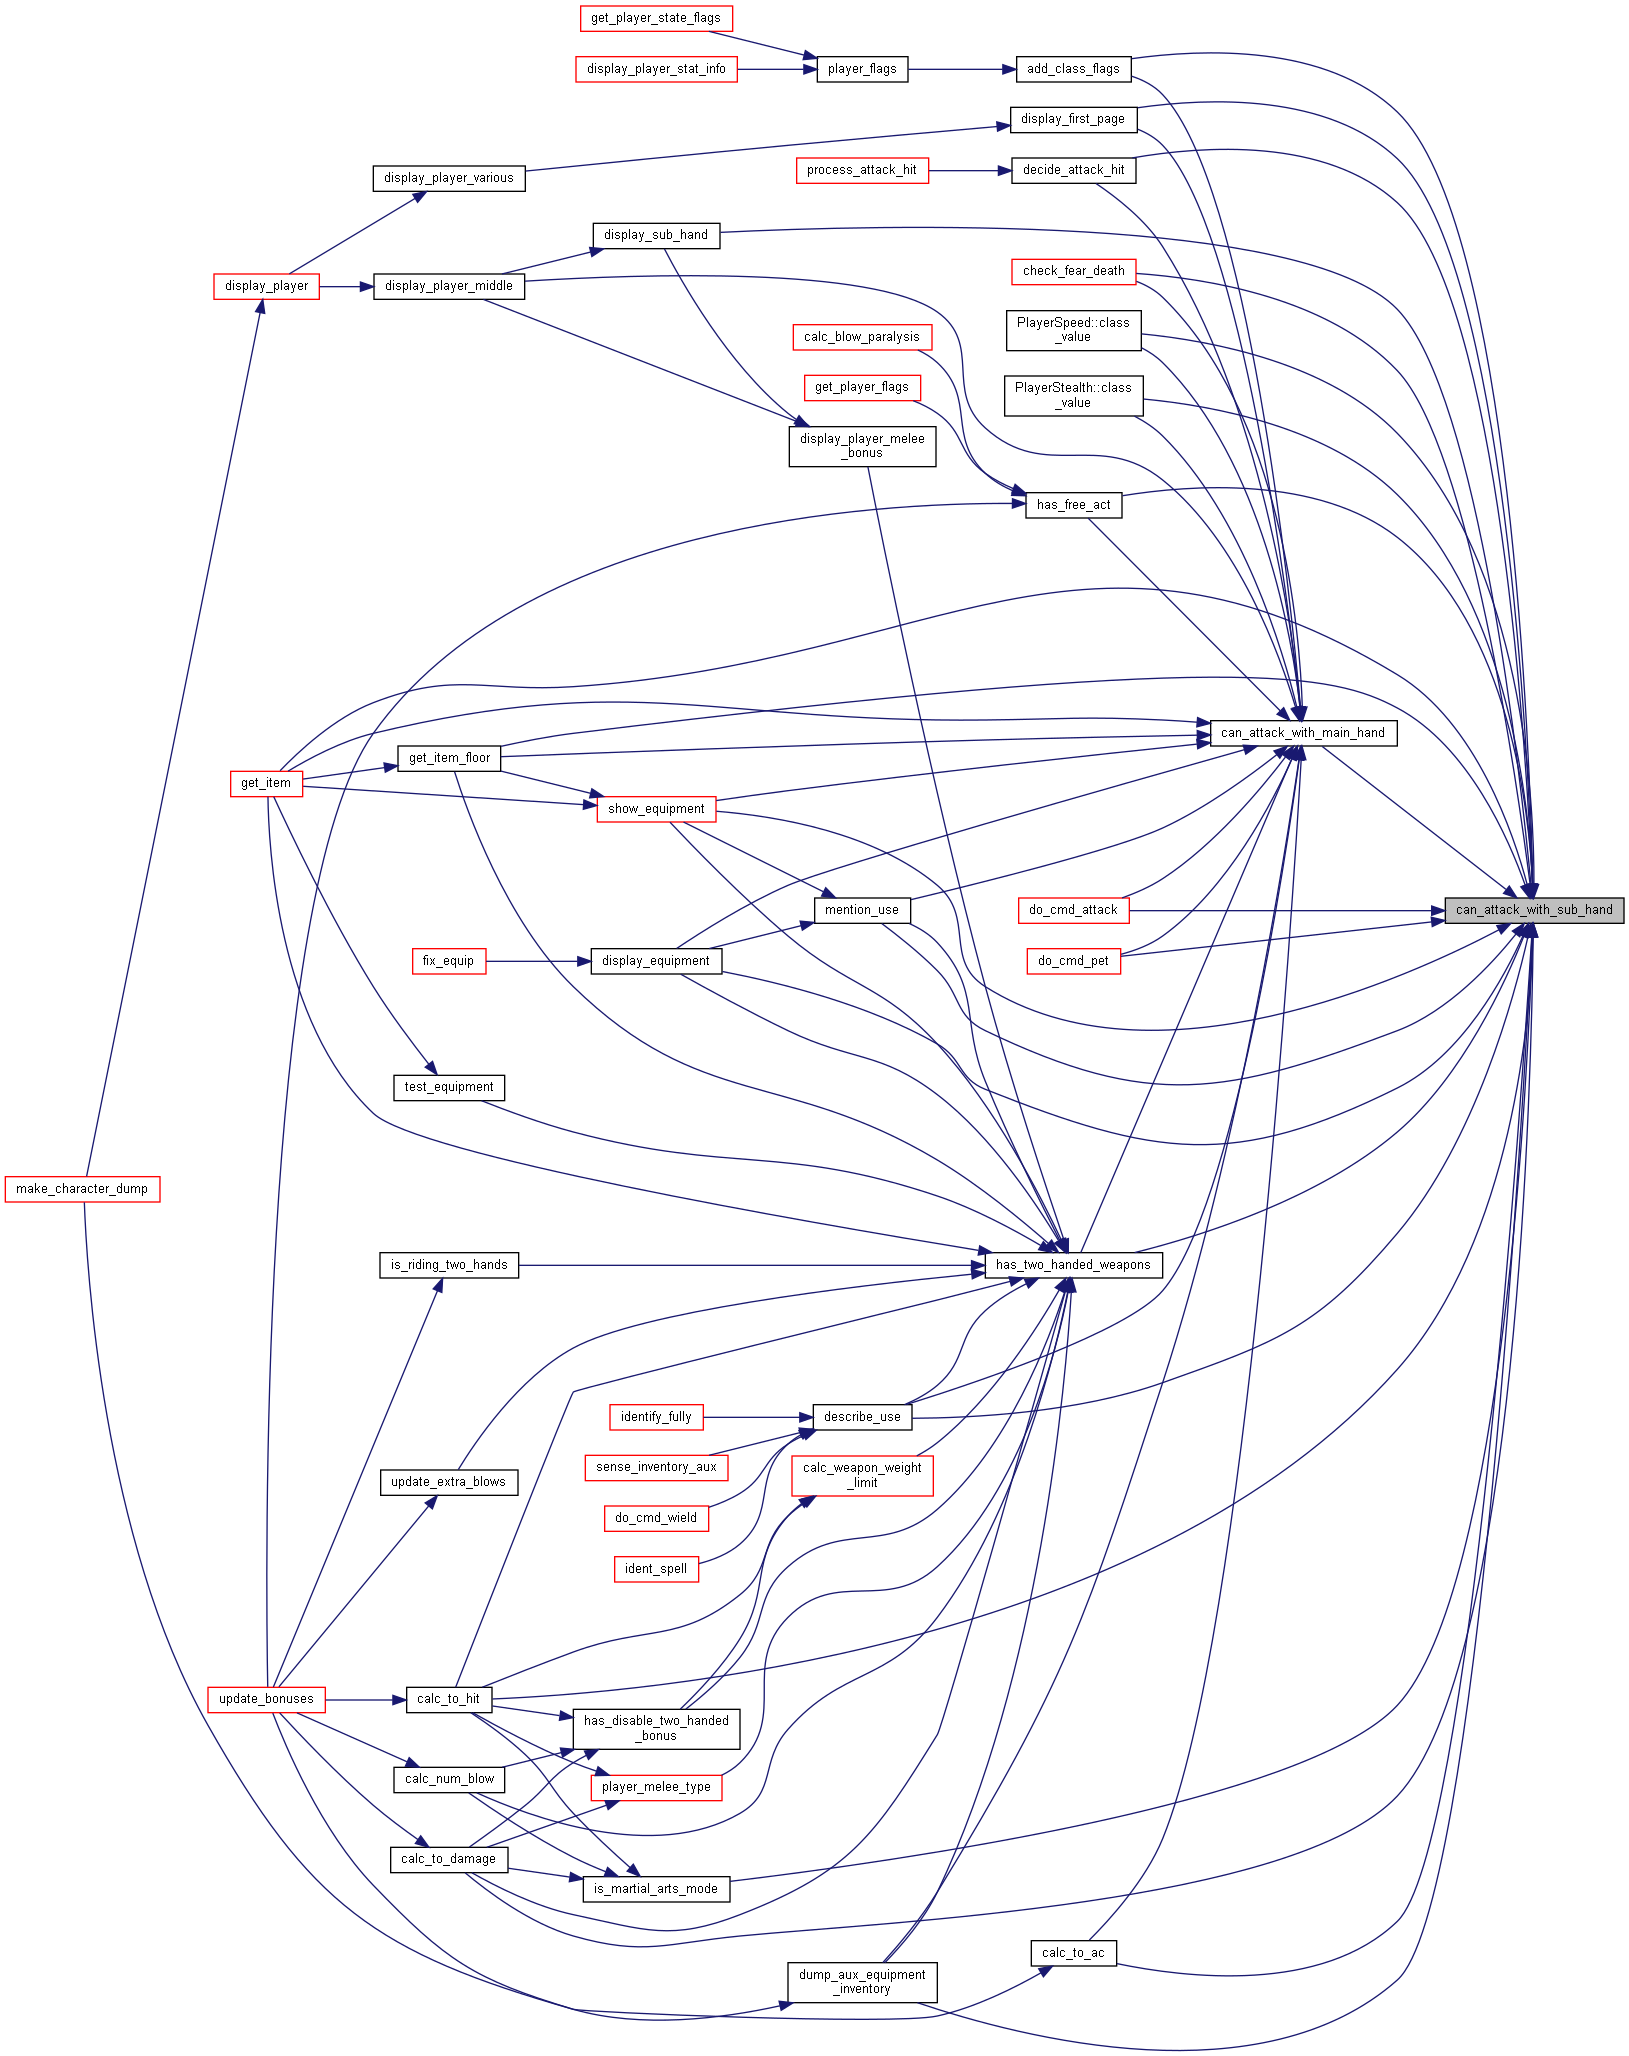 get_player_state_flags
display_player_stat_info
player_flags
add_class_flags
display_first_page
process_attack_hit
decide_attack_hit
display_player_various
display_sub_hand
check_fear_death
display_player
display_player_middle
PlayerSpeed::class
_value
calc_blow_paralysis
get_player_flags
PlayerStealth::class
_value
display_player_melee
_bonus
has_free_act
can_attack_with_main_hand
get_item_floor
get_item
show_equipment
mention_use
do_cmd_attack
can_attack_with_sub_hand
fix_equip
display_equipment
do_cmd_pet
test_equipment
make_character_dump
is_riding_two_hands
has_two_handed_weapons
identify_fully
describe_use
sense_inventory_aux
calc_weapon_weight
_limit
update_extra_blows
do_cmd_wield
ident_spell
update_bonuses
calc_to_hit
has_disable_two_handed
_bonus
calc_num_blow
player_melee_type
calc_to_damage
is_martial_arts_mode
calc_to_ac
dump_aux_equipment
_inventory